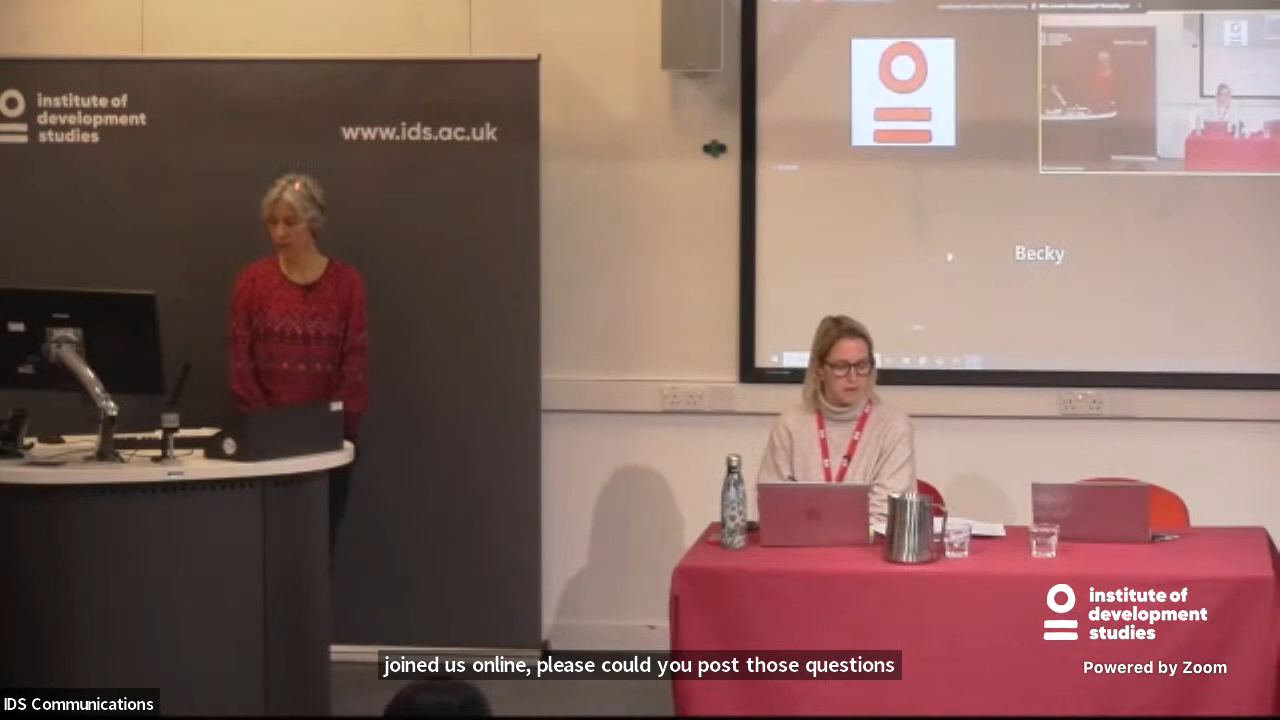 institute of
development
studies
www.ids.ac.uk
Becky
institute of
development
studies
joined us online, please could you post those questions
Powered by Zoom
IDS Communications